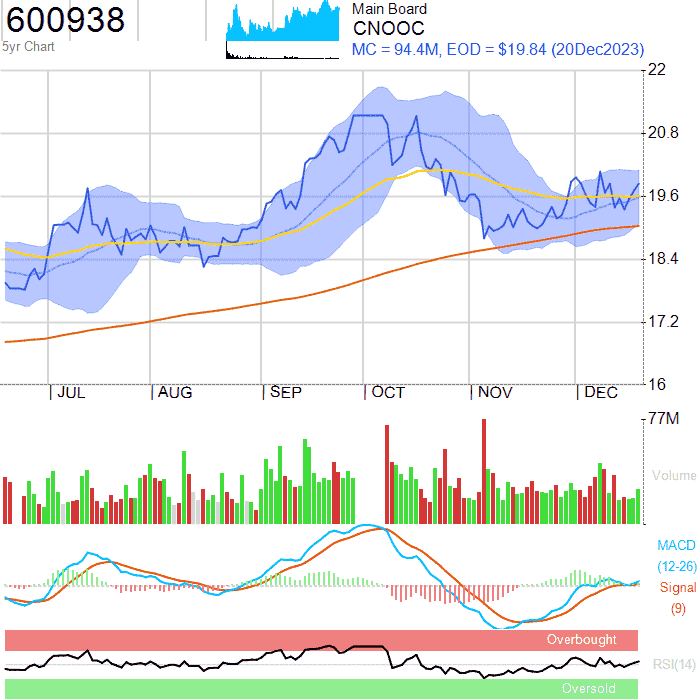 600938
5yr Chart
Main Board
CNOOC
MC = 94.4M, EOD = $19.84 (20Dec2023)
22
20.8
19.6
18.4
17.2
16
JUL
AUG
SEP
OCT
NOV
DEC
77M
Volume
MACD
(12-26)
Signal
(9)
Overbought
RSI(14)
Oversold